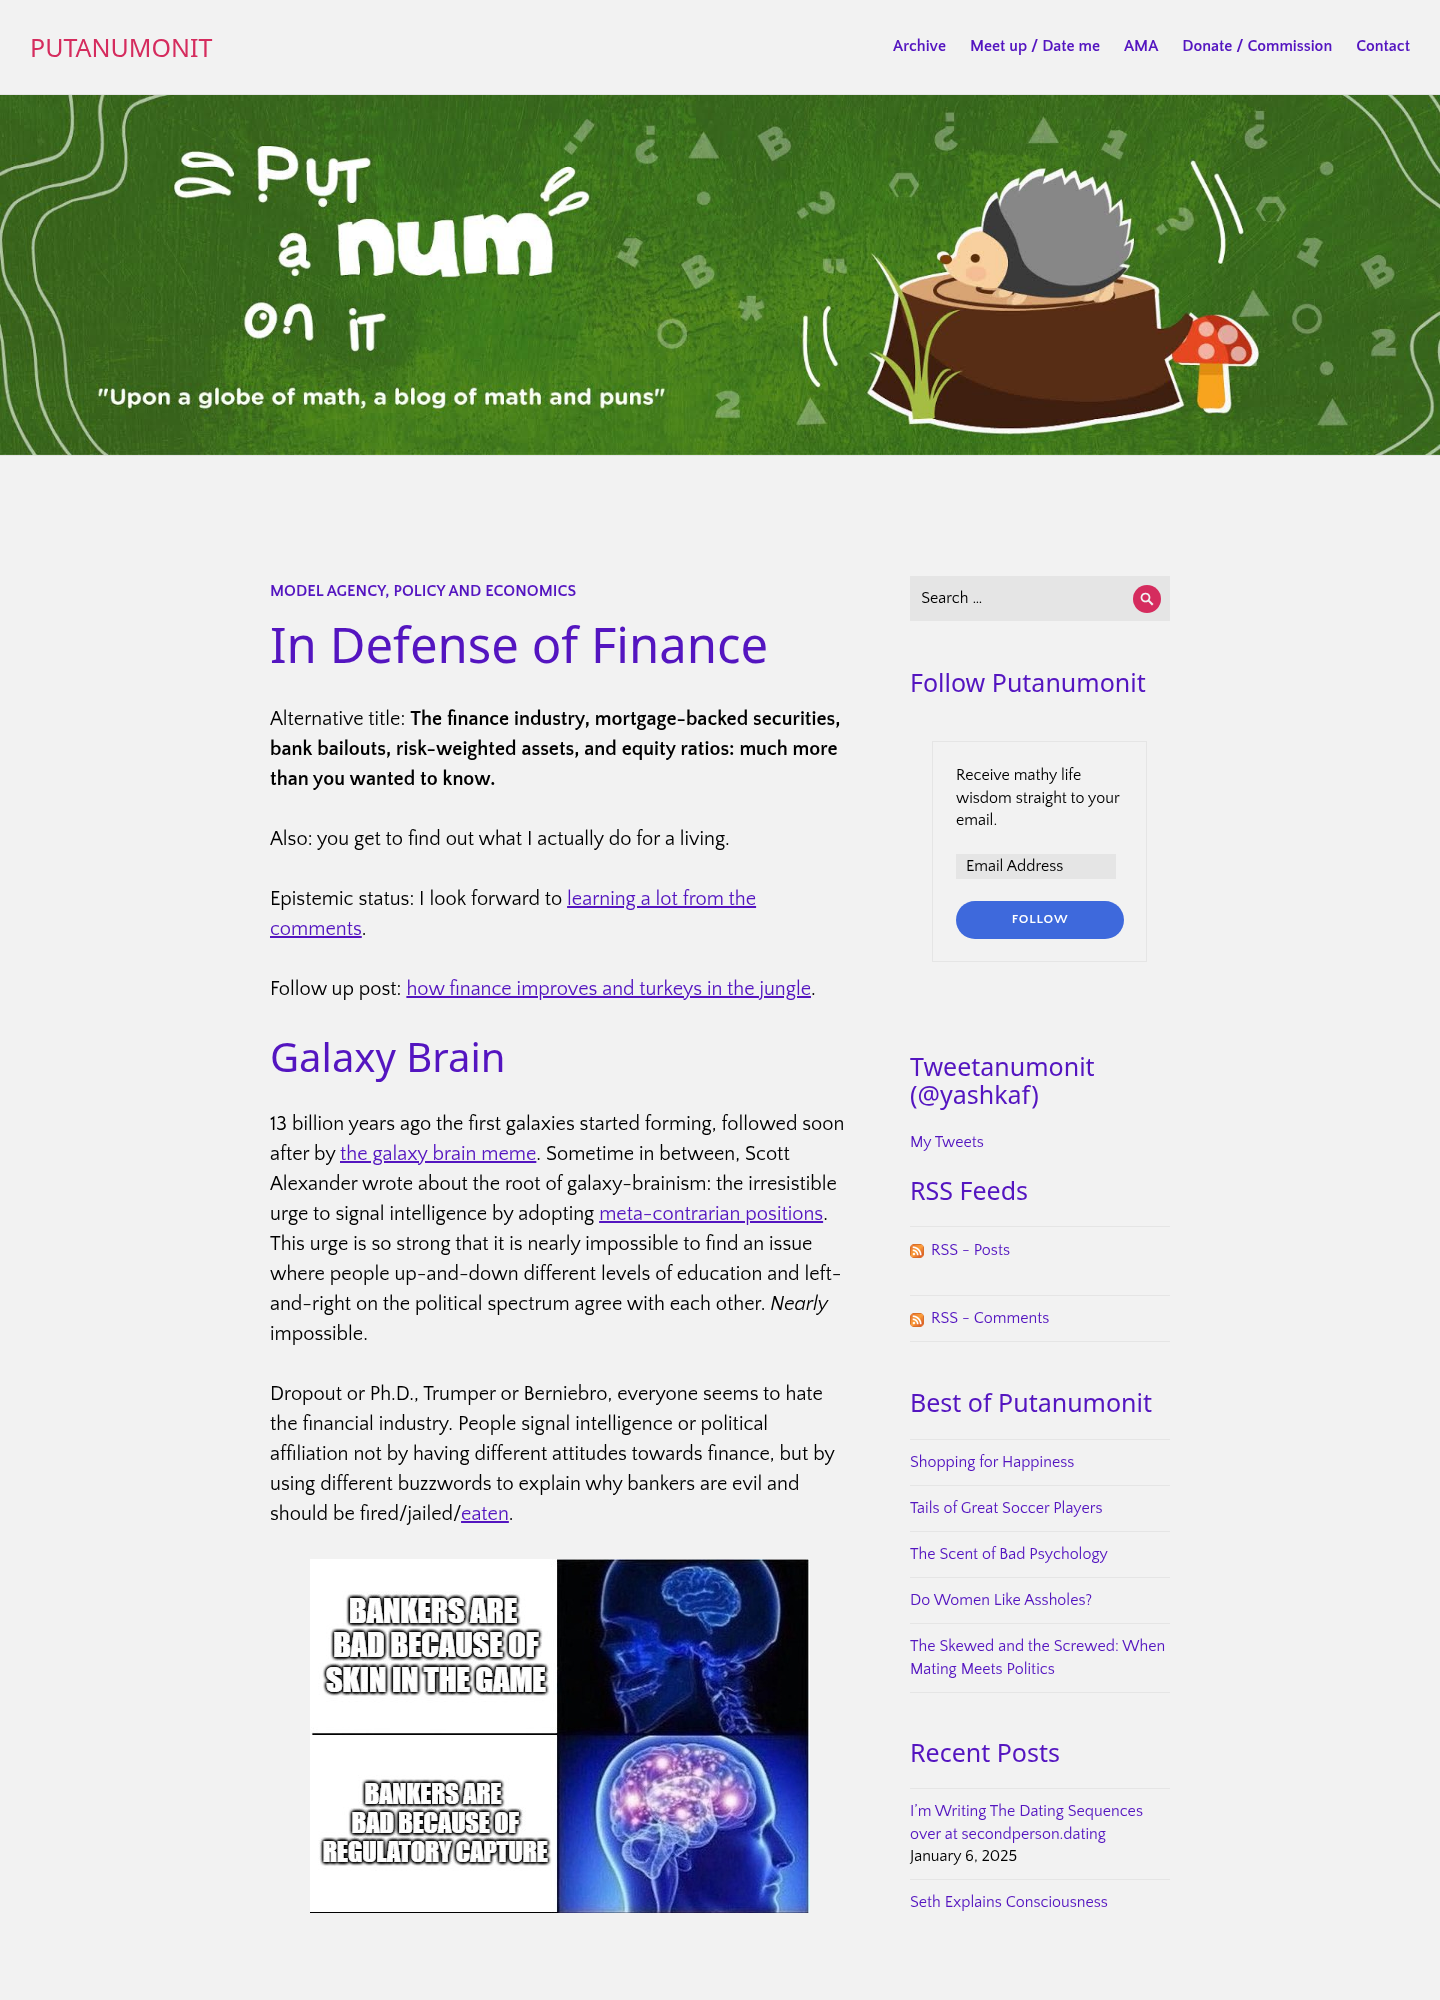 PUTANUMONIT
Archive Meet up / Date me AMA Donate / Commission Contact
Put
a num
on it
"Upon a globe of math, a blog of math and puns"
MODEL AGENCY, POLICY AND ECONOMICS
In Defense of Finance
Alternative title: The finance industry, mortgage-backed securities,
bank bailouts, risk-weighted assets, and equity ratios: much more
than you wanted to know.
Also: you get to find out what I actually do for a living.
Epistemic status: I look forward to learning a lot from the
comments.
Follow up post: how finance improves and turkeys in the jungle.
Galaxy Brain
13 billion years ago the first galaxies started forming, followed soon
after by the galaxy brain meme. Sometime in between, Scott
Alexander wrote about the root of galaxy-brainism: the irresistible
urge to signal intelligence by adopting meta-contrarian positions.
This urge is so strong that it is nearly impossible to find an issue
where people up-and-down different levels of education and left-
and-right on the political spectrum agree with each other. Nearly
impossible.
Dropout or Ph.D., Trumper or Berniebro, everyone seems to hate
the financial industry. People signal intelligence or political
affiliation not by having different attitudes towards finance, but by
using different buzzwords to explain why bankers are evil and
should be fired/jailed/eaten.
BANKERS ARE
BAD BECAUSE OF
SKIN IN THE GAME
BANKERS ARE
BAD BECAUSE OF
REGULATORY CAPTURE
Search …
Follow Putanumonit
Receive mathy life
wisdom straight to your
email.
Email Address
FOLLOW
Tweetanumonit
(@yashkaf)
My Tweets
RSS Feeds
RSS - Posts
RSS - Comments
Best of Putanumonit
Shopping for Happiness
Tails of Great Soccer Players
The Scent of Bad Psychology
Do Women Like Assholes?
The Skewed and the Screwed: When
Mating Meets Politics
Recent Posts
I'm Writing The Dating Sequences
over at secondperson.dating
January 6, 2025
Seth Explains Consciousness